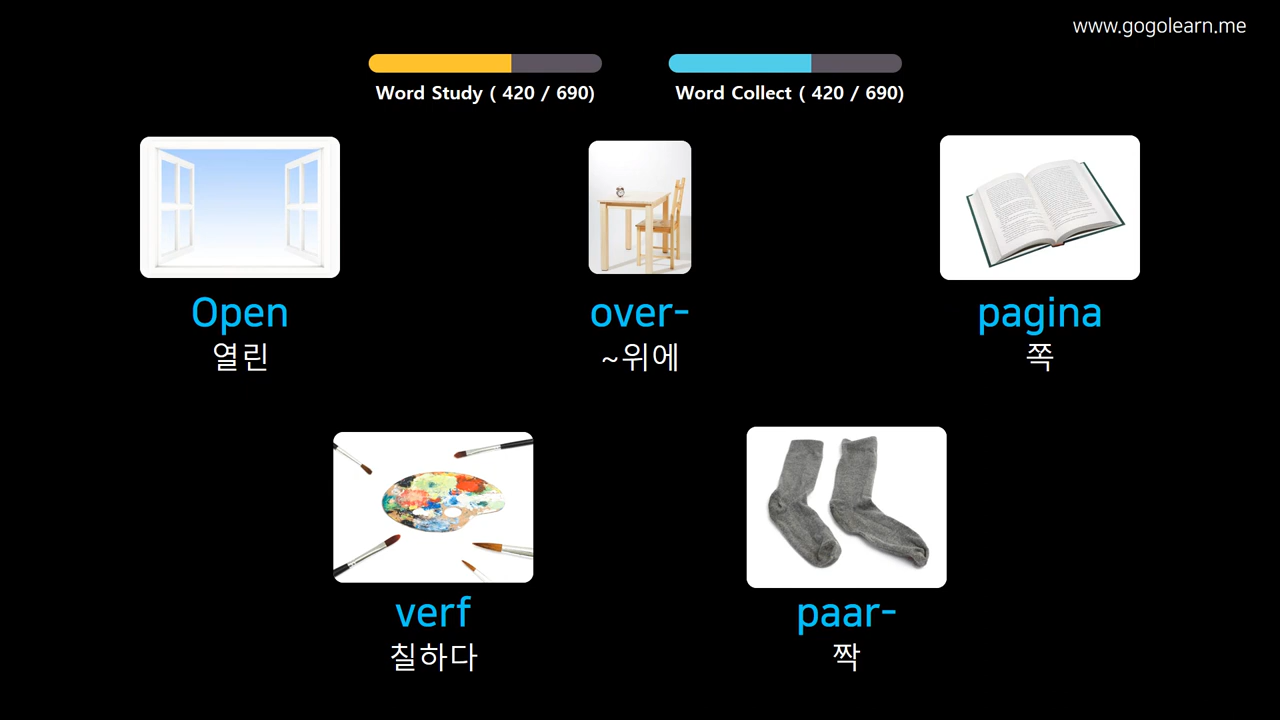 www.gogolearn.me
Word Study ( 420 / 690)
Word Collect ( 420 / 690)
Open
열린
over-
~위에
pagina
쪽
verf
칠하다
paar-
짝